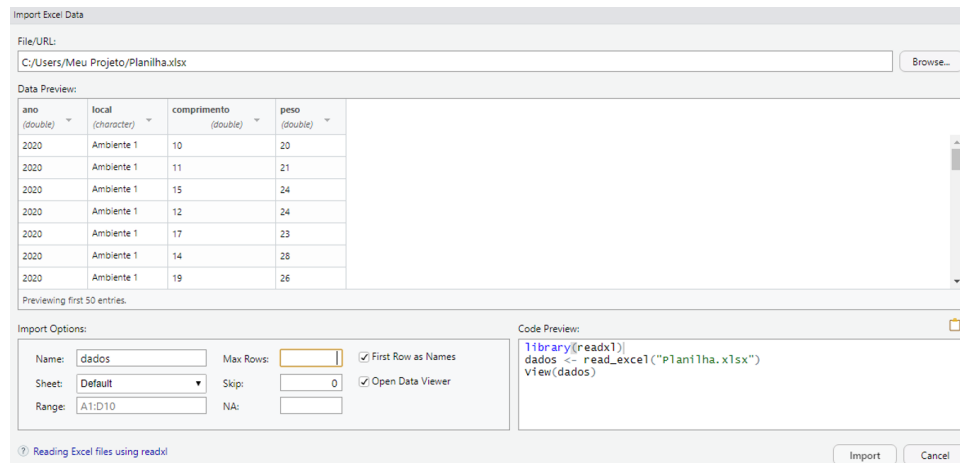 Import Excel Data
File/URL:
C:/Users/Meu Projeto/Planilha.xlsx
Browse...
Data Preview:
ano local comprimento peso
(double) (character) (double) (double)
2020 Ambiente 1 10 20
2020 Ambiente 1 11 21
2020 Ambiente 1 15 24
2020 Ambiente 1 12 24
2020 Ambiente 1 17 23
2020 Ambiente 1 14 28
2020 Ambiente 1 19 26
Previewing first 50 entries.
Import Options:
Name: dados Max Rows: First Row as Names
Sheet: Default Skip: 0 Open Data Viewer
Range: A1:D10 NA:
Code Preview:
library(readxl)
dados <- read_excel("Planilha.xlsx")
View(dados)
Reading Excel files using readxl
Import Cancel